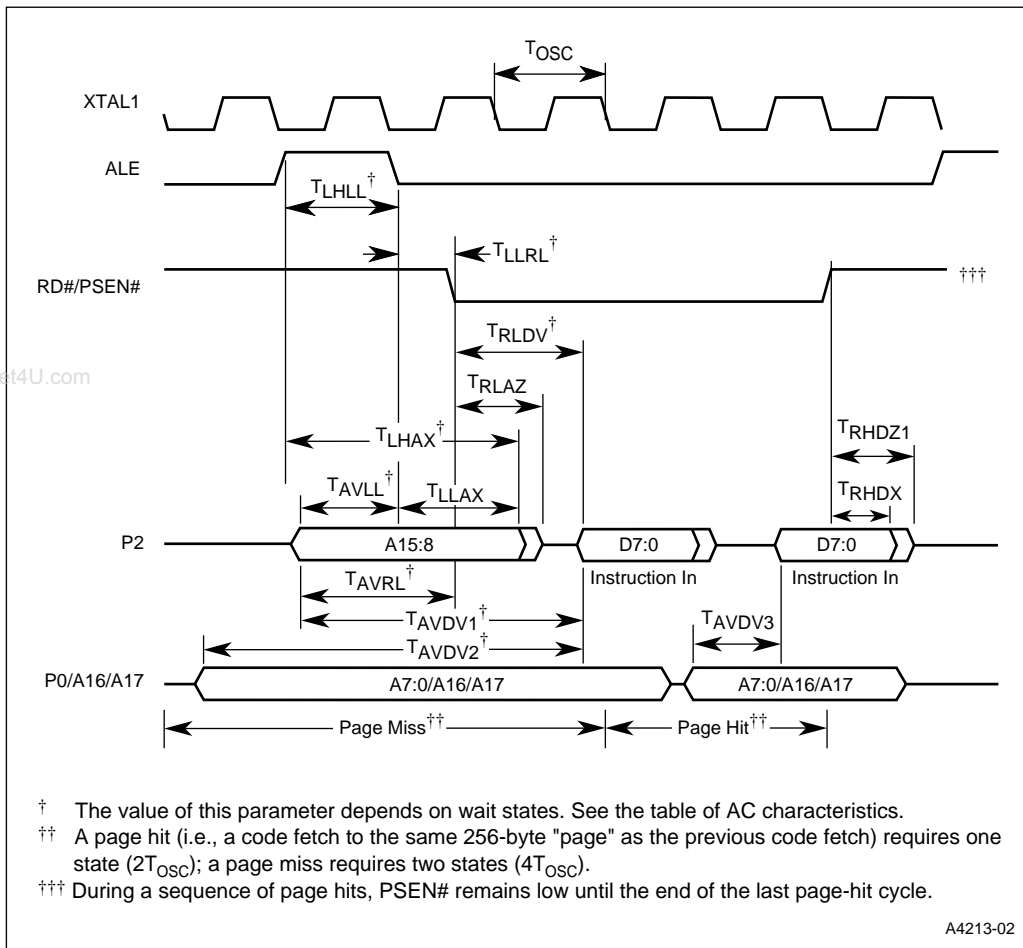 TOSC
XTAL1
ALE
TLHLL†
TLLRL†
RD#/PSEN#
†††
TRLDV†
et4U.com
TRLAZ
TLHAX†
TRHDZ1
TAVLL†
TLLAX
TRHDX
P2
A15:8
D7:0
D7:0
Instruction In
Instruction In
TAVRL†
TAVDV1†
TAVDV3
TAVDV2†
P0/A16/A17
A7:0/A16/A17
A7:0/A16/A17
Page Miss††
Page Hit††
† The value of this parameter depends on wait states. See the table of AC characteristics.
†† A page hit (i.e., a code fetch to the same 256-byte "page" as the previous code fetch) requires one
state (2TOSC); a page miss requires two states (4TOSC).
††† During a sequence of page hits, PSEN# remains low until the end of the last page-hit cycle.
A4213-02